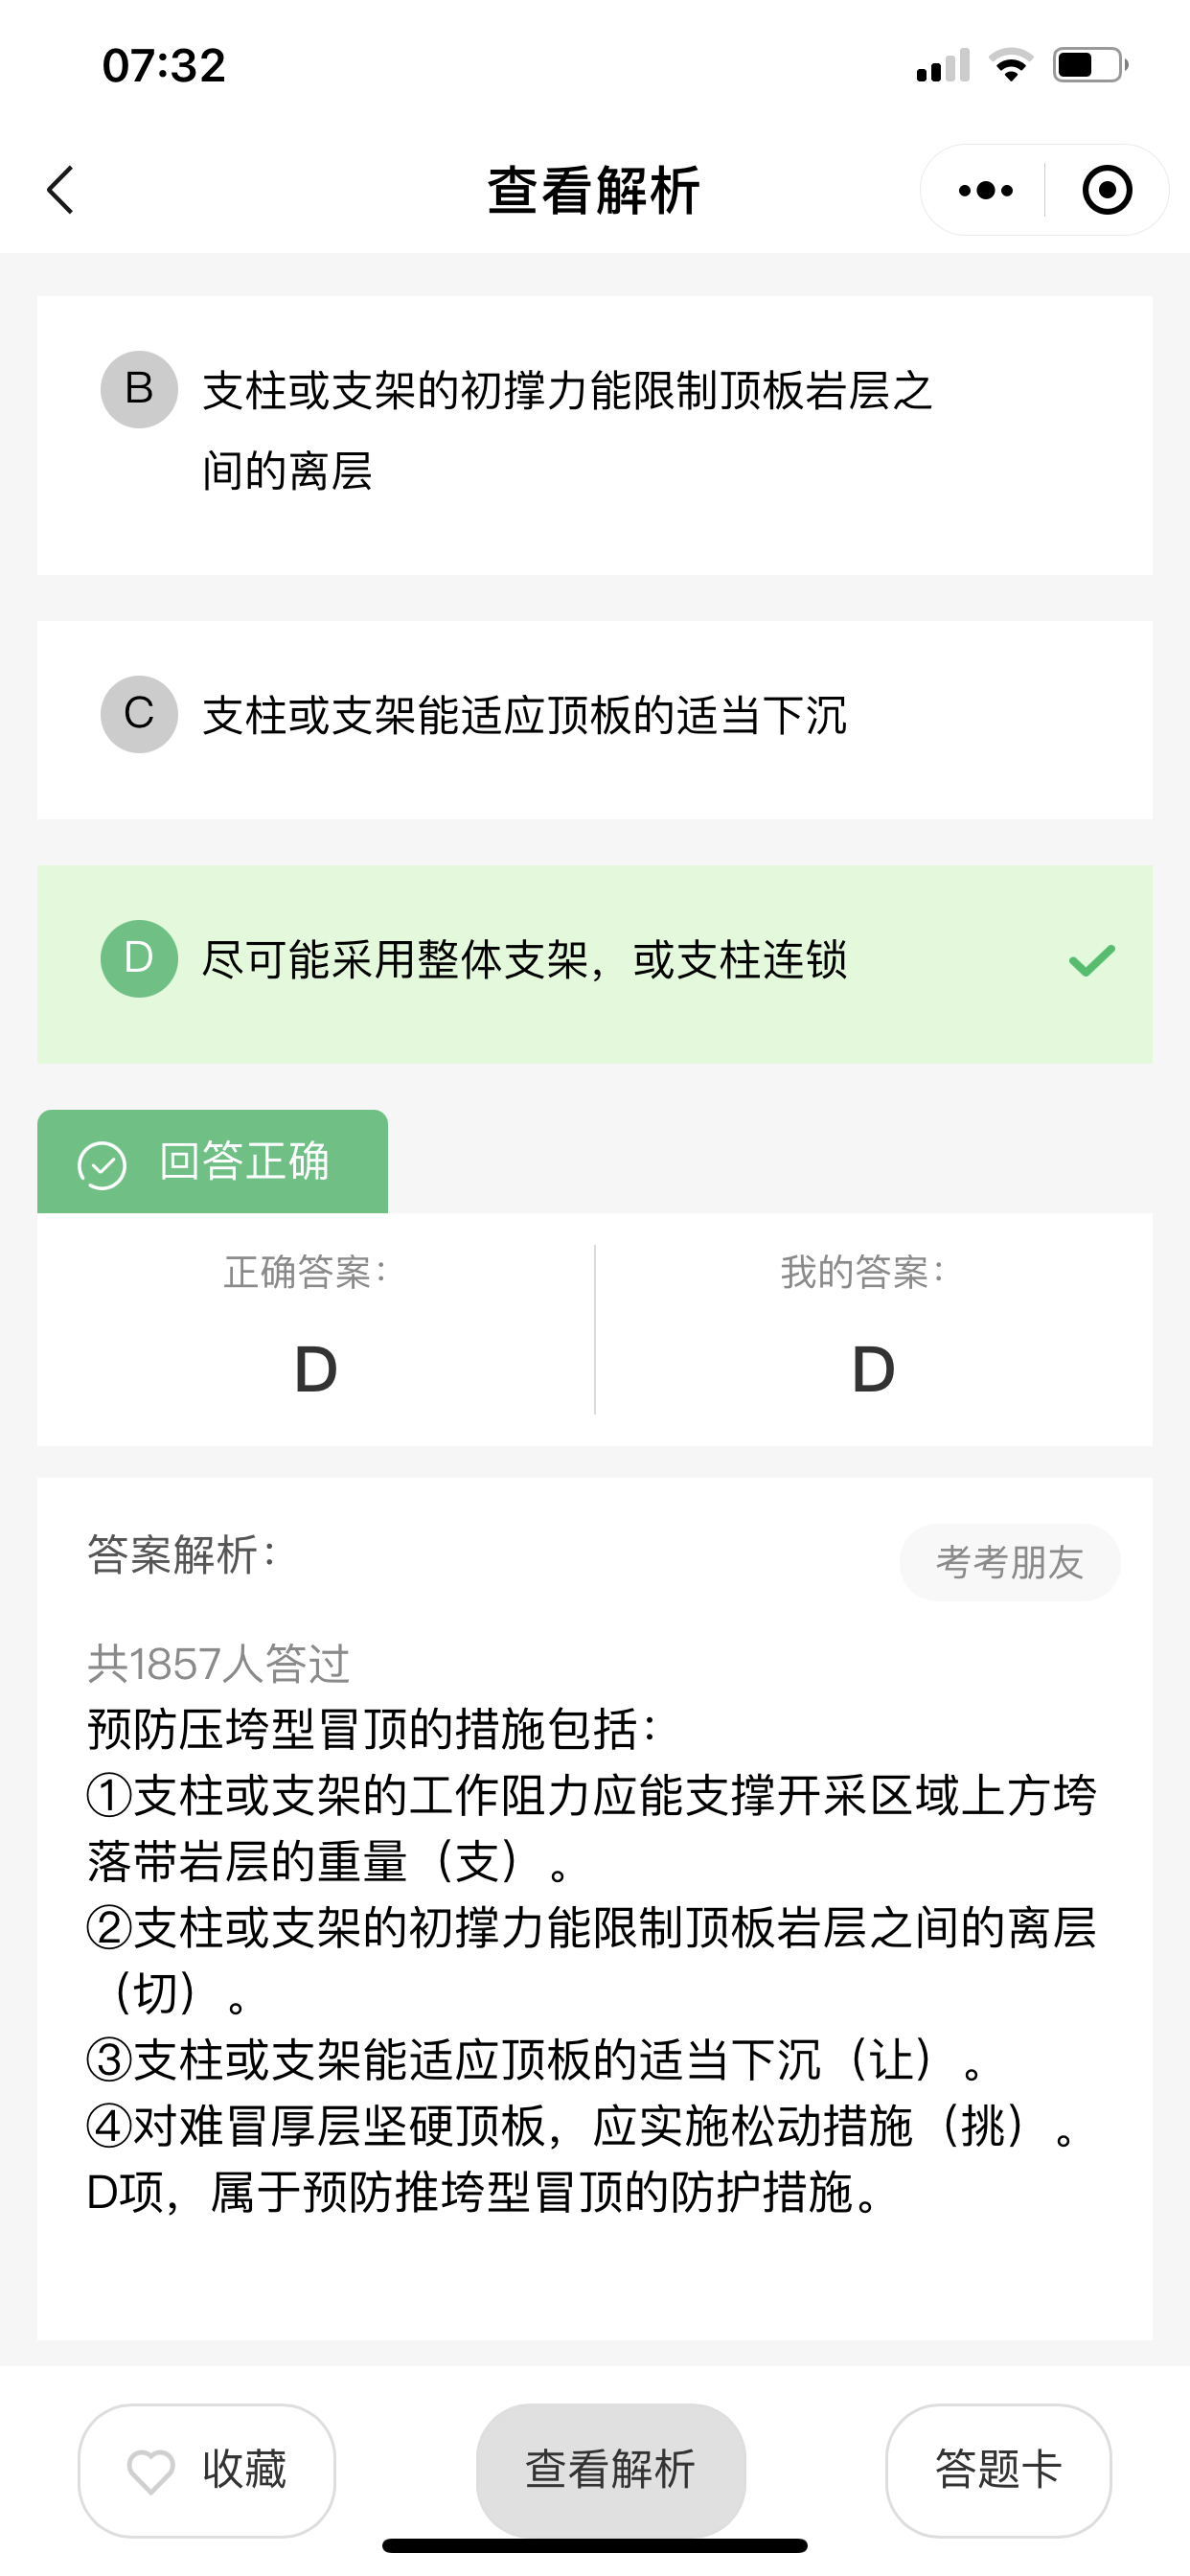 07:32
查看解析
B 支柱或支架的初撑力能限制顶板岩层之
间的离层
C 支柱或支架能适应顶板的适当下沉
D 尽可能采用整体支架，或支柱连锁
回答正确
正确答案：
我的答案：
D
D
答案解析：
考考朋友
共1857人答过
预防压垮型冒顶的措施包括：
①支柱或支架的工作阻力应能支撑开采区域上方垮
落带岩层的重量（支）。
②支柱或支架的初撑力能限制顶板岩层之间的离层
（切）。
③支柱或支架能适应顶板的适当下沉（让）。
④对难冒厚层坚硬顶板，应实施松动措施（挑）。
D项，属于预防推垮型冒顶的防护措施。
收藏
查看解析
答题卡